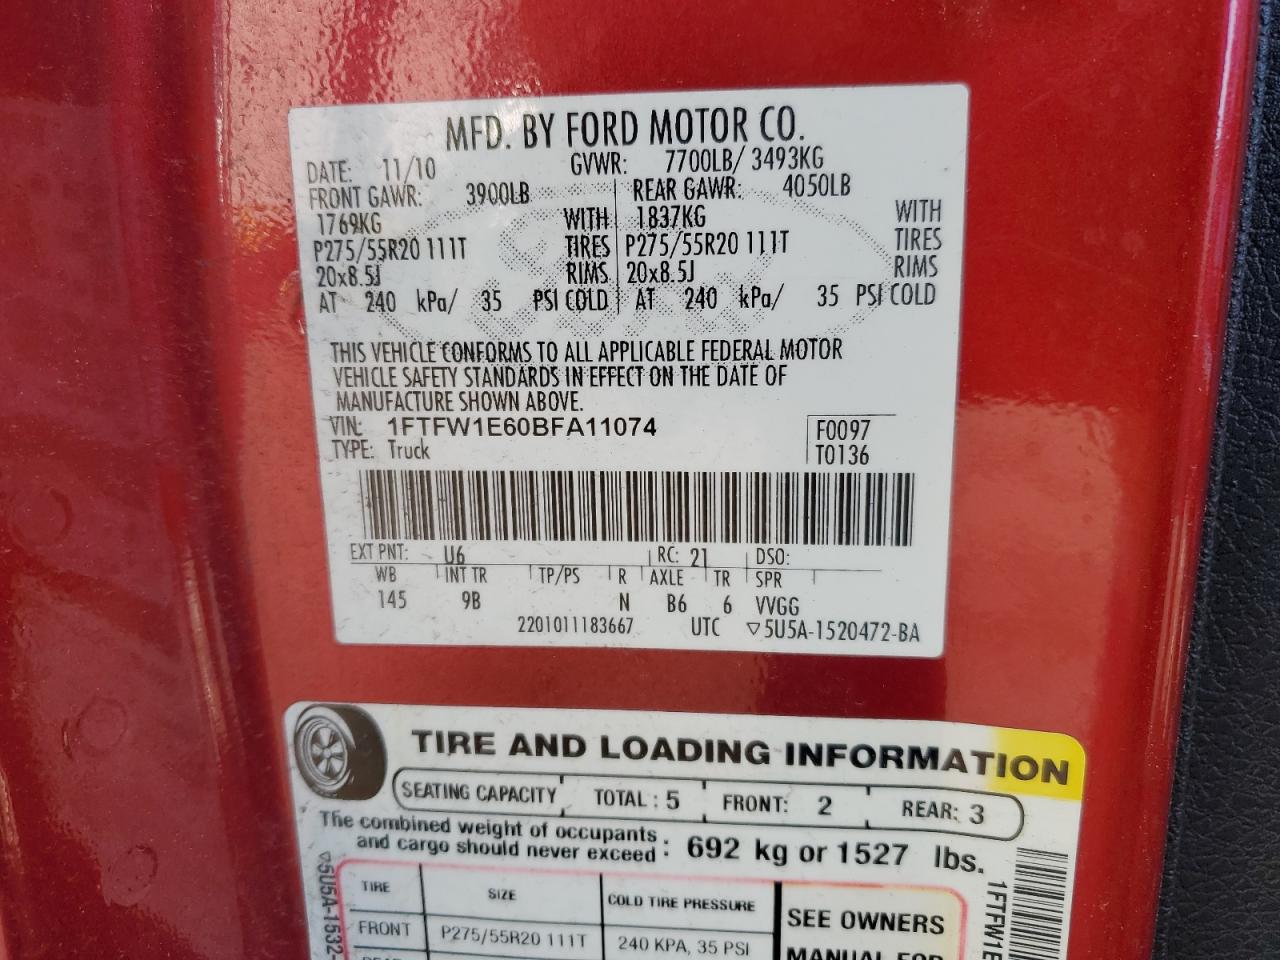 MFD. BY FORD MOTOR CO.
DATE: 11/10 GVWR: 7700LB/ 3493KG
FRONT GAWR: 3900LB REAR GAWR: 4050LB
1769KG WITH 1837KG WITH
P275/55R20 111T TIRES P275/55R20 111T TIRES
20x8.5J RIMS 20x8.5J RIMS
AT 240 kPa/ 35 PSI COLD AT 240 kPa/ 35 PSI COLD
THIS VEHICLE CONFORMS TO ALL APPLICABLE FEDERAL MOTOR
VEHICLE SAFETY STANDARDS IN EFFECT ON THE DATE OF
MANUFACTURE SHOWN ABOVE.
VIN: 1FTFW1E60BFA11074 F0097
TYPE: Truck T0136
EXT PNT: U6 RC: 21 DSO:
WB INT TR TP/PS R AXLE TR SPR
145 9B N B6 6 VVGG
2201011183667 UTC ▽5U5A-1520472-BA
TIRE AND LOADING INFORMATION
SEATING CAPACITY TOTAL : 5 FRONT: 2 REAR: 3
The combined weight of occupants
and cargo should never exceed : 692 kg or 1527 lbs.
TIRE SIZE COLD TIRE PRESSURE SEE OWNERS
FRONT P275/55R20 111T 240 KPA, 35 PSI MANUAL FOR
▽5U5A-1532-
1FTFW1E